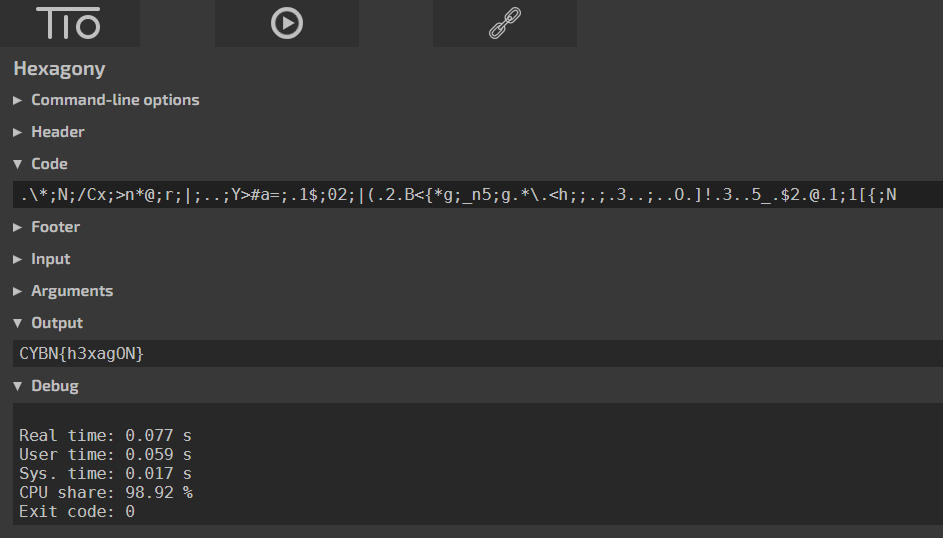 TIO
Hexagony
▶ Command-line options
▶ Header
▼ Code
.\*;N;/Cx;>n*@;r;|;..;Y>#a=;.1$;02;|(.2.B<{*g;_n5;g.*\.<h;;.;.3..;..O.]!.3..5_.$2.@.1;1[{;N
▶ Footer
▶ Input
▶ Arguments
▼ Output
CYBN{h3xagON}
▼ Debug
Real time: 0.077 s
User time: 0.059 s
Sys. time: 0.017 s
CPU share: 98.92 %
Exit code: 0